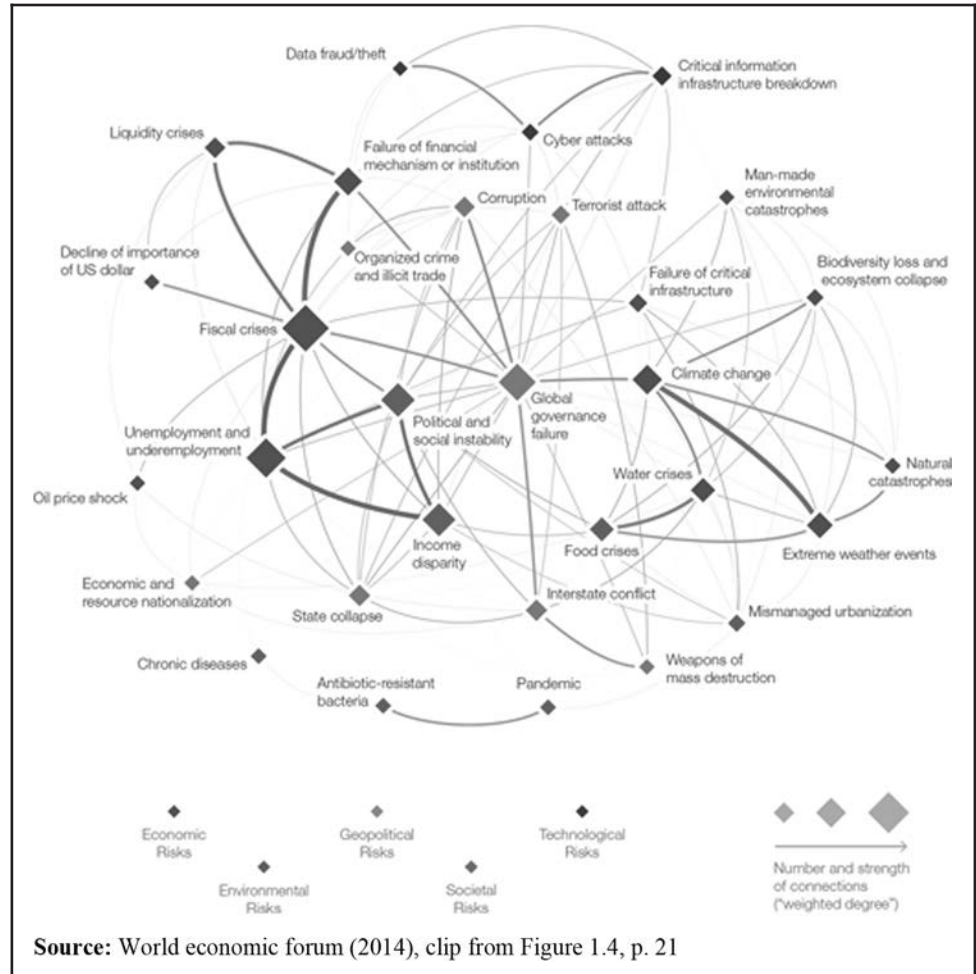 Data fraud/theft
Critical information
infrastructure breakdown
Liquidity crises
Failure of financial
mechanism or institution
Cyber attacks
Corruption
Terrorist attack
Man-made
environmental
catastrophes
Decline of importance
of US dollar
Organized crime
and illicit trade
Failure of critical
infrastructure
Biodiversity loss and
ecosystem collapse
Fiscal crises
Climate change
Global
governance
failure
Political and
social instability
Unemployment and
underemployment
Oil price shock
Water crises
Natural
catastrophes
Income
disparity
Food crises
Extreme weather events
Economic and
resource nationalization
State collapse
Interstate conflict
Mismanaged urbanization
Chronic diseases
Weapons of
mass destruction
Antibiotic-resistant
bacteria
Pandemic
Economic
Risks
Geopolitical
Risks
Technological
Risks
Environmental
Risks
Societal
Risks
Number and strength
of connections
("weighted degree")
Source: World economic forum (2014), clip from Figure 1.4, p. 21